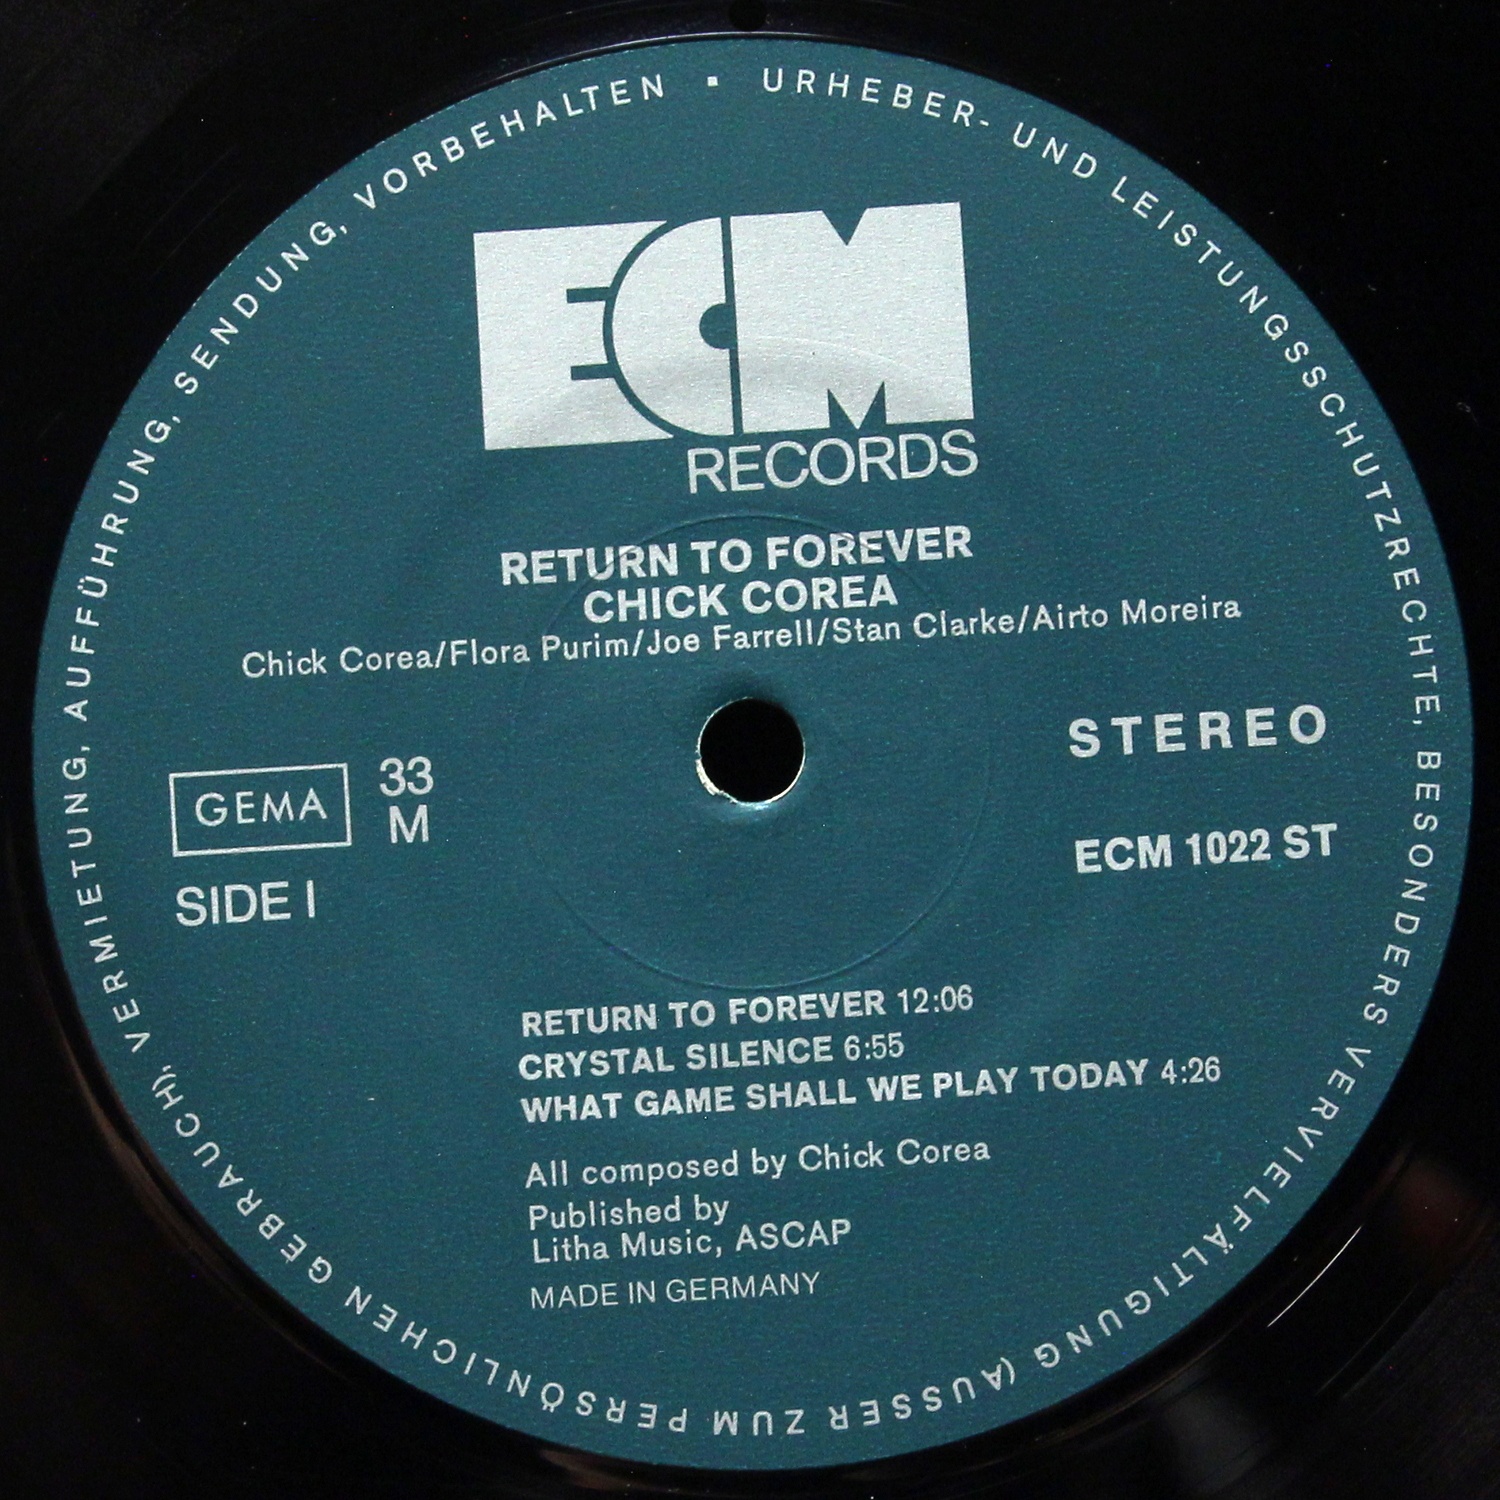 URHEBER- UND LEISTUNGSSCHUTZRECHTE, BESONDERS VERVIELFÄLTIGUNG (AUSSER ZUM PERSÖNLICHEN GEBRAUCH), VERMIETUNG, AUFFÜHRUNG, SENDUNG, VORBEHALTEN ▪
ECM
RECORDS
RETURN TO FOREVER
CHICK COREA
Chick Corea/Flora Purim/Joe Farrell/Stan Clarke/Airto Moreira
STEREO
GEMA 33
M
ECM 1022 ST
SIDE I
RETURN TO FOREVER 12:06
CRYSTAL SILENCE 6:55
WHAT GAME SHALL WE PLAY TODAY 4:26
All composed by Chick Corea
Published by
Litha Music, ASCAP
MADE IN GERMANY